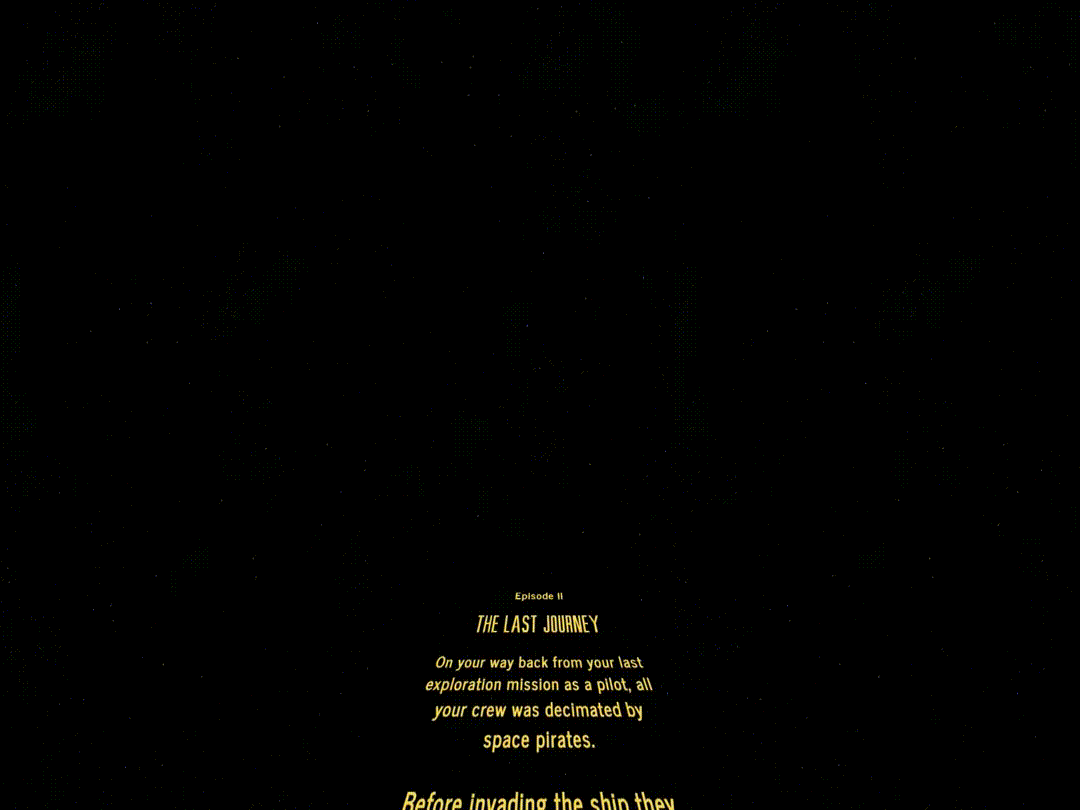 Episode II
THE LAST JOURNEY
On your way back from your last
exploration mission as a pilot, all
your crew was decimated by
space pirates.
Before invading the ship they